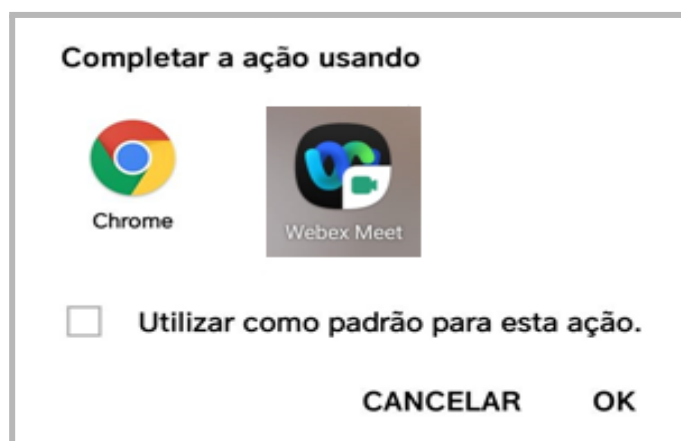 Completar a ação usando
Chrome
Webex Meet
Utilizar como padrão para esta ação.
CANCELAR OK